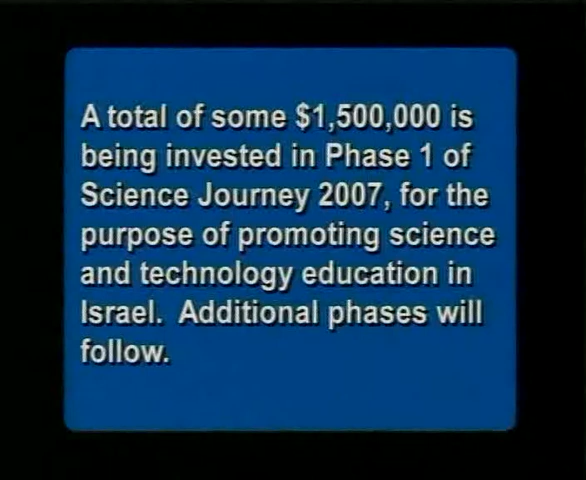 A total of some $1,500,000 is
being invested in Phase 1 of
Science Journey 2007, for the
purpose of promoting science
and technology education in
Israel.  Additional phases will
follow.